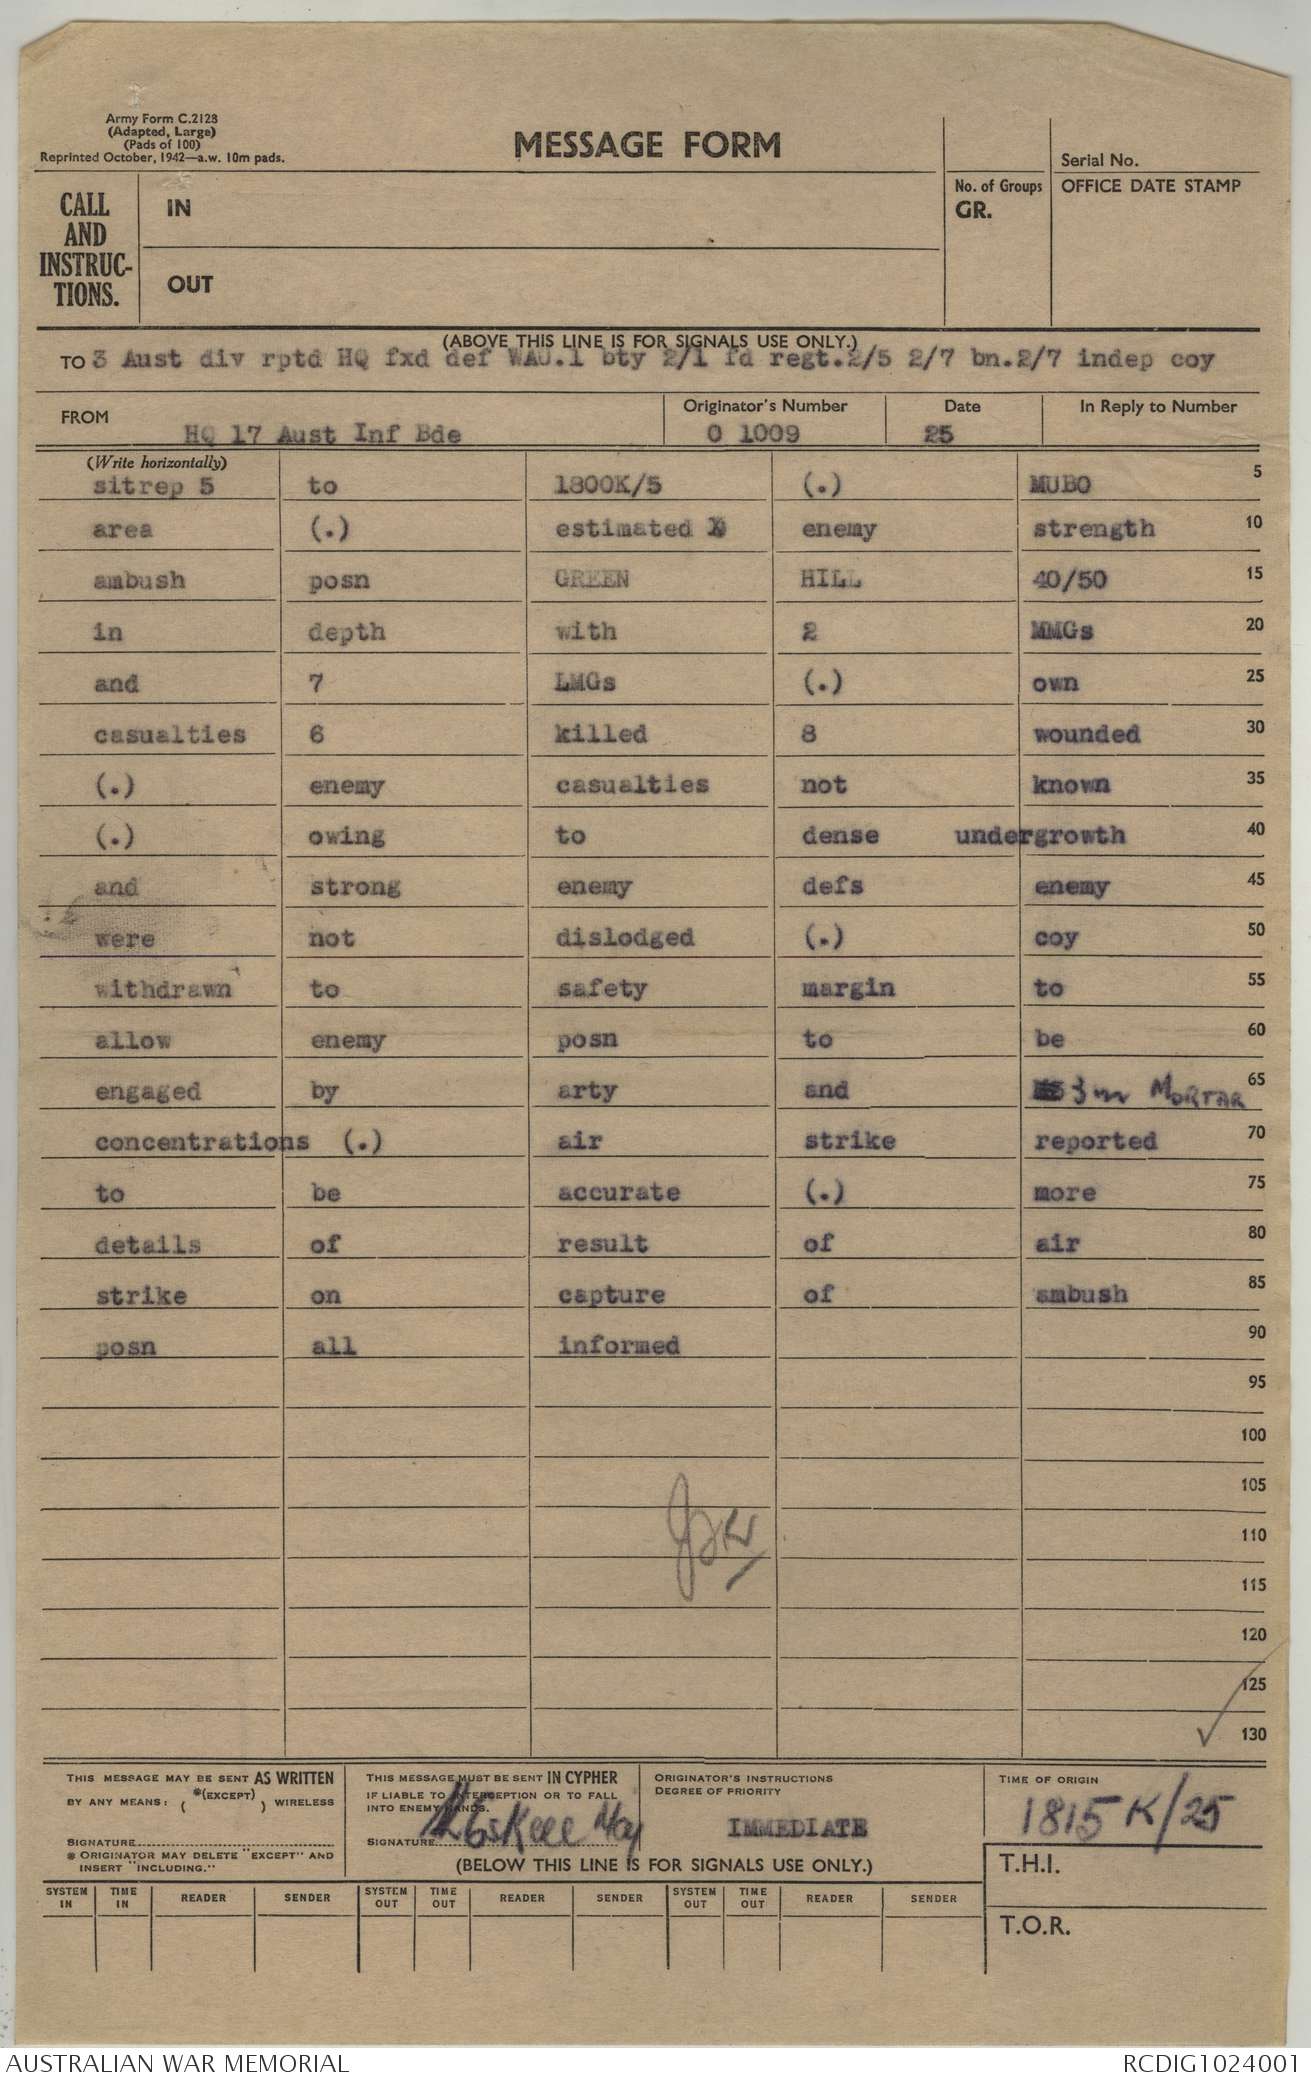 Army Form C.2128
(Adapted, Large)
(Pads of 100)
Reprinted October, 1942—a.w. 10m pads.
MESSAGE FORM
Serial No.
CALL AND INSTRUC- TIONS.
IN
OUT
No. of Groups
GR.
OFFICE DATE STAMP
(ABOVE THIS LINE IS FOR SIGNALS USE ONLY.)
TO 3 Aust div rptd HQ fxd def WAU.1 bty 2/1 fd regt.2/5 2/7 bn.2/7 indep coy
FROM HQ 17 Aust Inf Bde
Originator's Number O 1009
Date 25
In Reply to Number
(Write horizontally)
sitrep 5 to 1800K/5 (.) MUBO 5
area (.) estimated enemy strength 10
ambush posn GREEN HILL 40/50 15
in depth with 2 MMGs 20
and 7 LMGs (.) own 25
casualties 6 killed 8 wounded 30
(.) enemy casualties not known 35
(.) owing to dense undergrowth 40
and strong enemy defs enemy 45
were not dislodged (.) coy 50
withdrawn to safety margin to 55
allow enemy posn to be 60
engaged by arty and 3 MORTAR 65
concentrations (.) air strike reported 70
to be accurate (.) more 75
details of result of air 80
strike on capture of ambush 85
posn all informed 90
95
100
105
110
115
120
125
130
THIS MESSAGE MAY BE SENT AS WRITTEN
BY ANY MEANS: ( *(EXCEPT) ) WIRELESS
SIGNATURE
* ORIGINATOR MAY DELETE "EXCEPT" AND
INSERT "INCLUDING."
THIS MESSAGE MUST BE SENT IN CYPHER
IF LIABLE TO INTERCEPTION OR TO FALL
INTO ENEMY HANDS.
SIGNATURE
ORIGINATOR'S INSTRUCTIONS
DEGREE OF PRIORITY
IMMEDIATE
TIME OF ORIGIN
1815 K/25
(BELOW THIS LINE IS FOR SIGNALS USE ONLY.)
T.H.I.
T.O.R.
SYSTEM IN TIME IN READER SENDER SYSTEM OUT TIME OUT READER SENDER SYSTEM OUT TIME OUT READER SENDER
AUSTRALIAN WAR MEMORIAL
RCDIG1024001